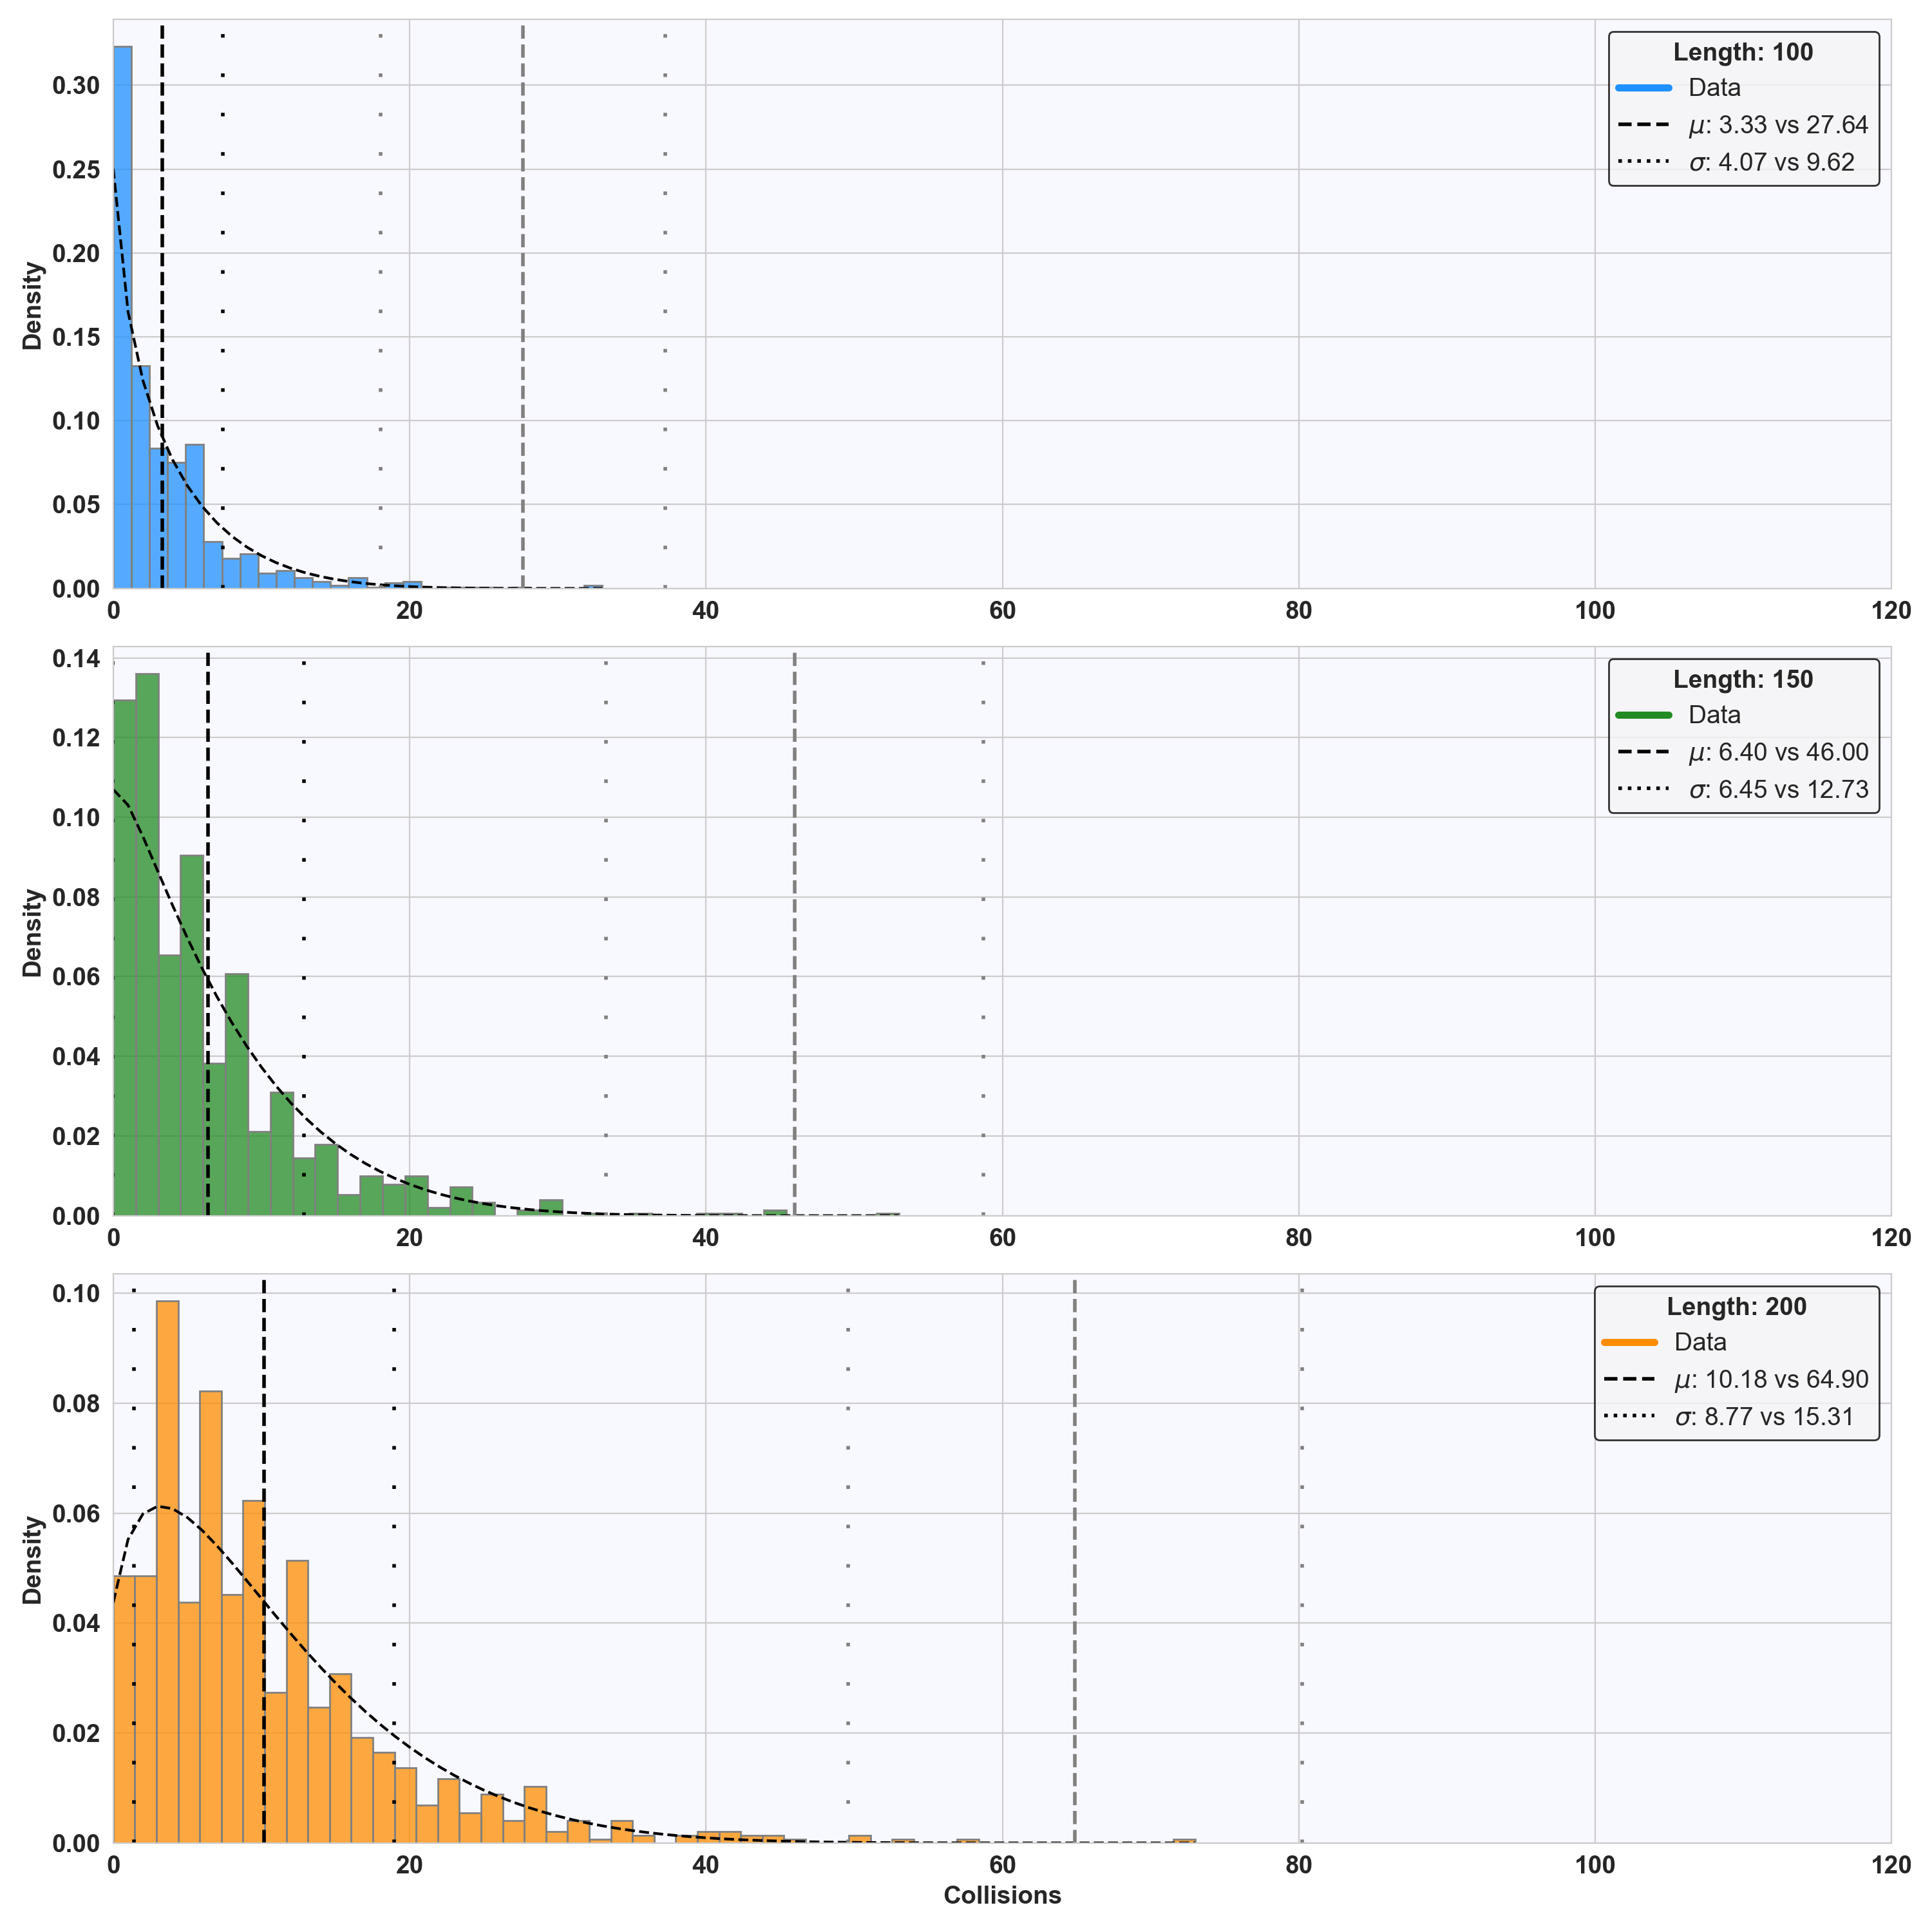 0.30
0.25
0.20
0.15
0.10
0.05
0.00
Density
0 20 40 60 80 100 120
Length: 100
Data
μ: 3.33 vs 27.64
σ: 4.07 vs 9.62
0.14
0.12
0.10
0.08
0.06
0.04
0.02
0.00
Density
0 20 40 60 80 100 120
Length: 150
Data
μ: 6.40 vs 46.00
σ: 6.45 vs 12.73
0.10
0.08
0.06
0.04
0.02
0.00
Density
0 20 40 60 80 100 120
Length: 200
Data
μ: 10.18 vs 64.90
σ: 8.77 vs 15.31
Collisions